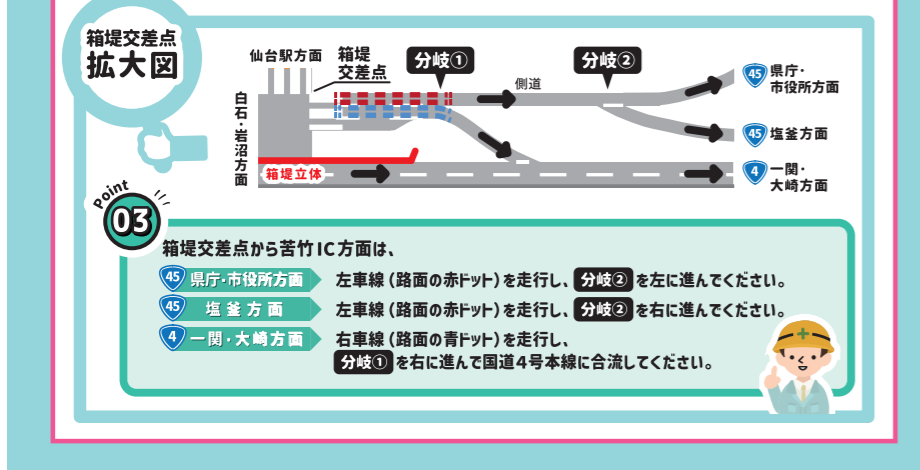 箱堤交差点
拡大図
仙台駅方面
箱堤
交差点
分岐①
分岐②
側道
白石・岩沼方面
箱堤立体
45 県庁・
市役所方面
45 塩釜方面
4 一関・
大崎方面
Point
03
箱堤交差点から苦竹IC方面は、
45 県庁・市役所方面 左車線(路面の赤ドット)を走行し、分岐②を左に進んでください。
45 塩釜方面 左車線(路面の赤ドット)を走行し、分岐②を右に進んでください。
4 一関・大崎方面 右車線(路面の青ドット)を走行し、
分岐①を右に進んで国道4号本線に合流してください。